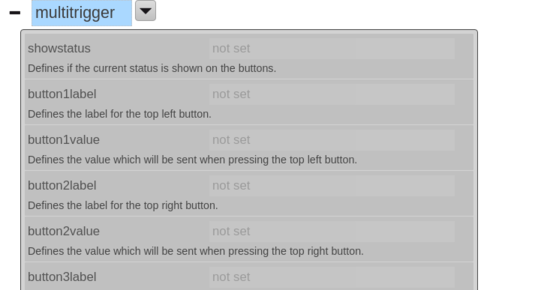 multitrigger
showstatus not set
Defines if the current status is shown on the buttons.
button1label not set
Defines the label for the top left button.
button1value not set
Defines the value which will be sent when pressing the top left button.
button2label not set
Defines the label for the top right button.
button2value not set
Defines the value which will be sent when pressing the top right button.
button3label not set